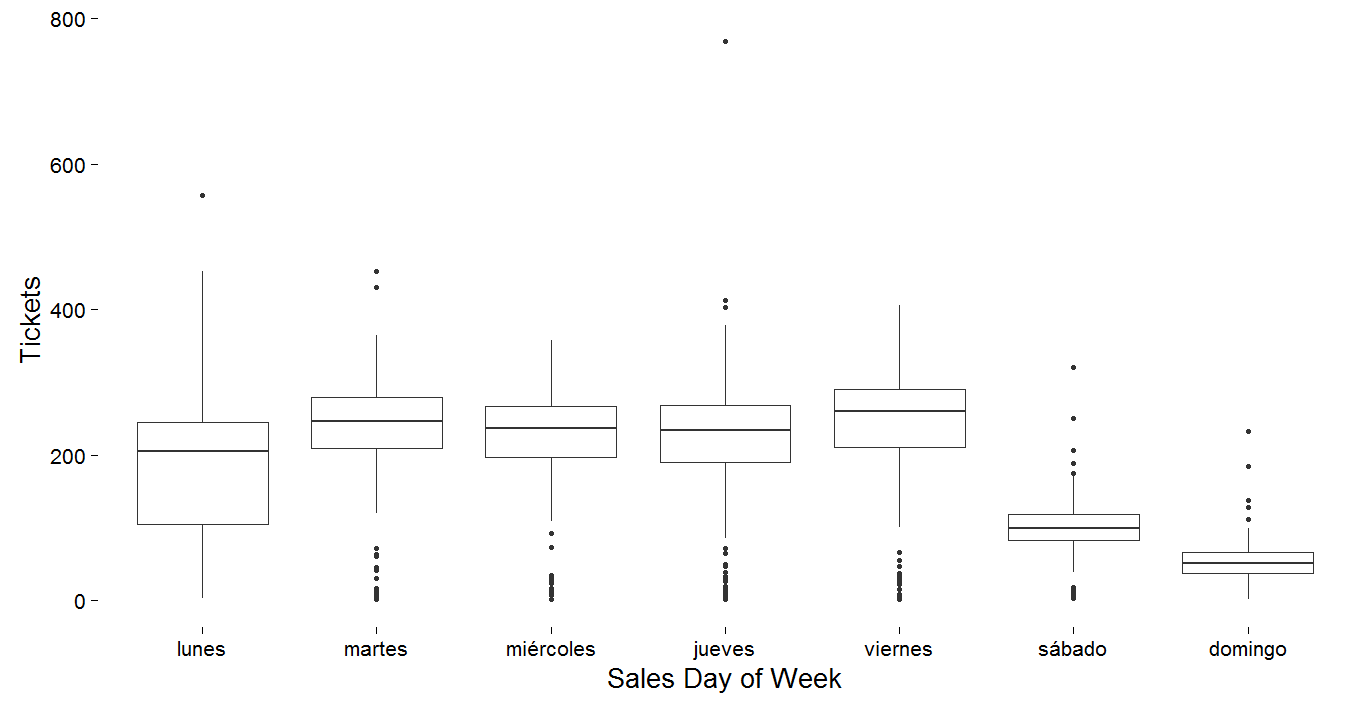 800
600
400
200
0
Tickets
lunes martes miércoles jueves viernes sábado domingo
Sales Day of Week